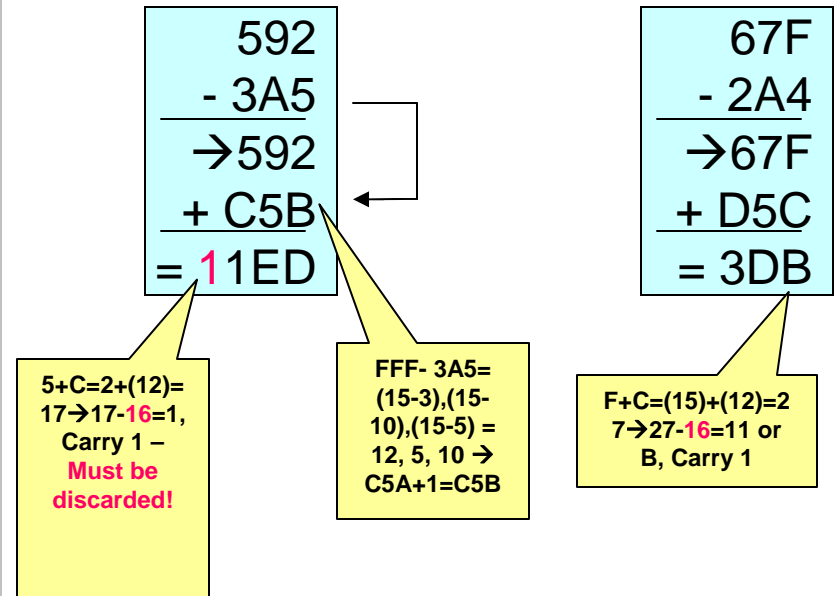 592
- 3A5
→592
+ C5B
= 11ED
67F
- 2A4
→67F
+ D5C
= 3DB
5+C=2+(12)=
17→17-16=1,
Carry 1 –
Must be
discarded!
FFF- 3A5=
(15-3),(15-
10),(15-5) =
12, 5, 10 →
C5A+1=C5B
F+C=(15)+(12)=2
7→27-16=11 or
B, Carry 1